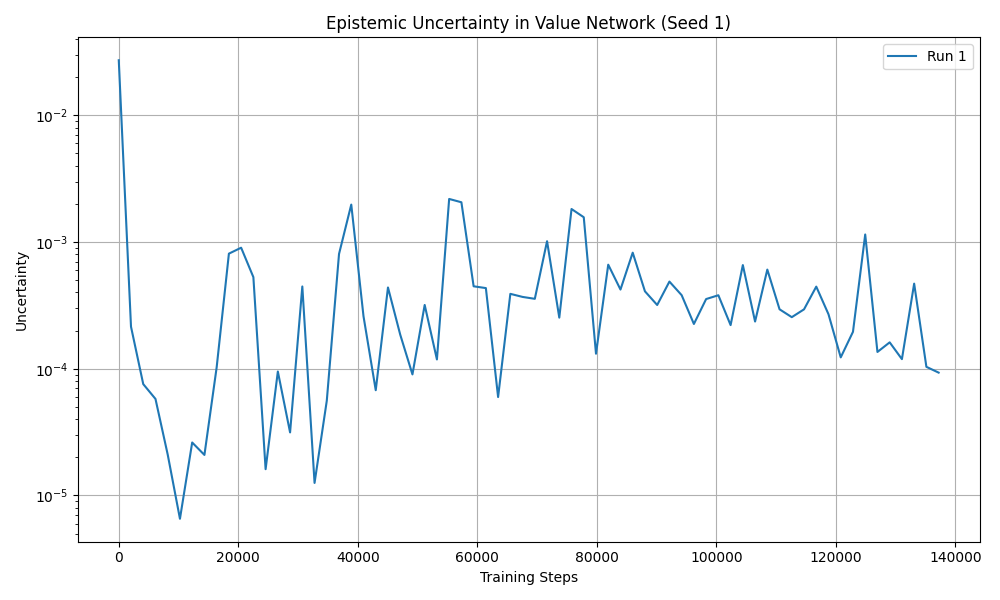 Epistemic Uncertainty in Value Network (Seed 1)
Run 1
Uncertainty
10⁻²
10⁻³
10⁻⁴
10⁻⁵
0 20000 40000 60000 80000 100000 120000 140000
Training Steps